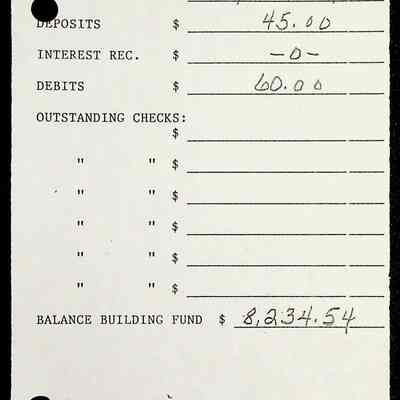 DEPOSITS $ 45.00
INTEREST REC. $ -0-
DEBITS $ 60.00
OUTSTANDING CHECKS:
$
" " $
" " $
" " $
" " $
" " $
BALANCE BUILDING FUND $ 8,234.54